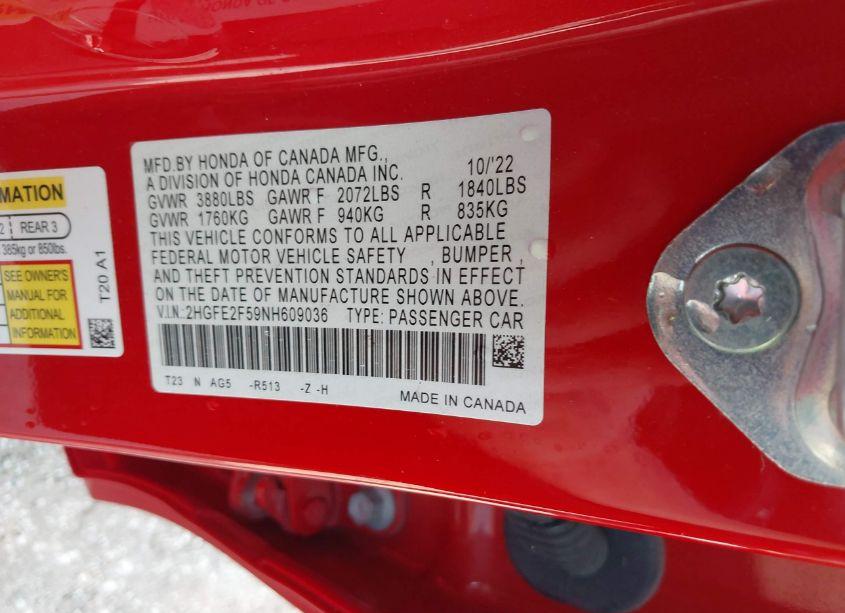 MATION
2 REAR 3
385kg or 850lbs.
SEE OWNER'S
MANUAL FOR
ADDITIONAL
INFORMATION
T20 A1
MFD.BY HONDA OF CANADA MFG., 10/'22
A DIVISION OF HONDA CANADA INC.
GVWR 3880LBS GAWR F 2072LBS R 1840LBS
GVWR 1760KG GAWR F 940KG R 835KG
THIS VEHICLE CONFORMS TO ALL APPLICABLE
FEDERAL MOTOR VEHICLE SAFETY , BUMPER ,
AND THEFT PREVENTION STANDARDS IN EFFECT
ON THE DATE OF MANUFACTURE SHOWN ABOVE.
V.I.N.:2HGFE2F59NH609036 TYPE: PASSENGER CAR
T23 N AG5 -R513 -Z -H
MADE IN CANADA